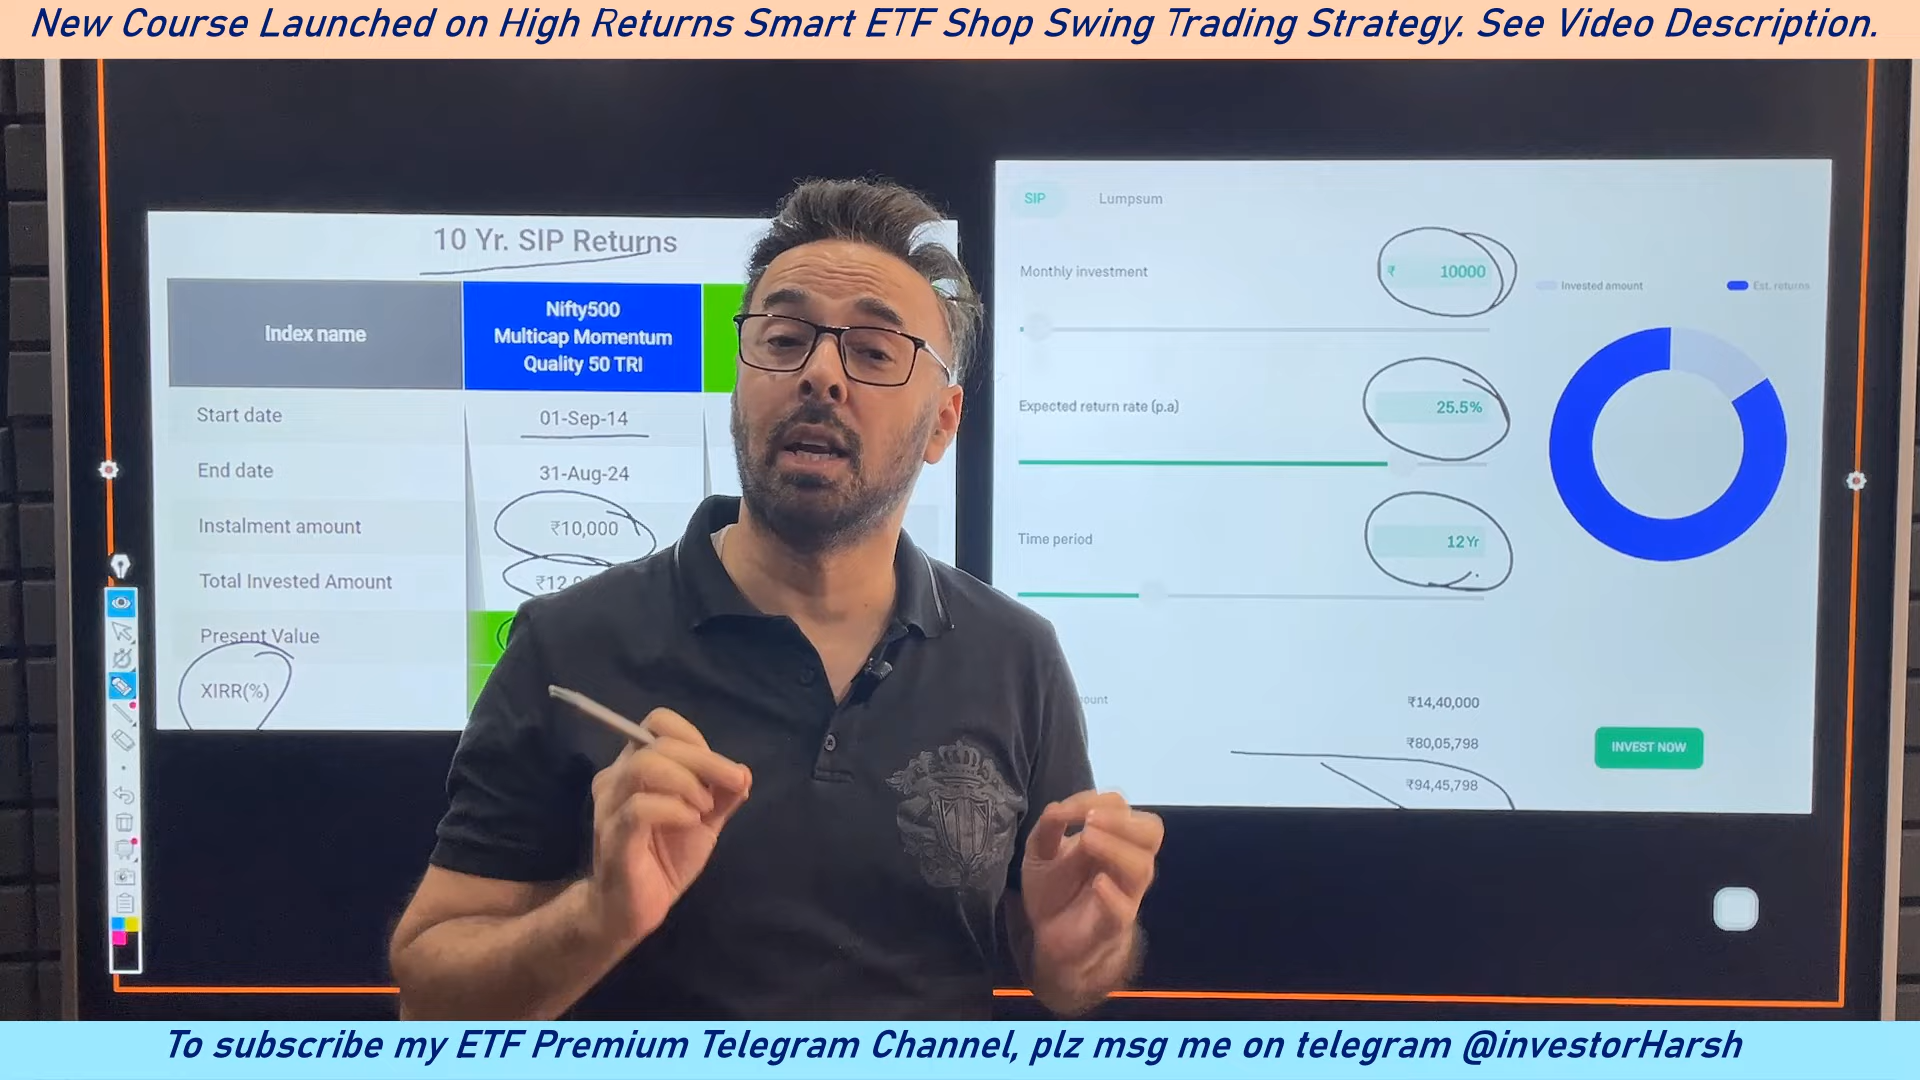 New Course Launched on High Returns Smart ETF Shop Swing Trading Strategy. See Video Description.
10 Yr. SIP Returns
Index name
Nifty500
Multicap Momentum
Quality 50 TRI
Start date
01-Sep-14
End date
31-Aug-24
Instalment amount
₹10,000
Total Invested Amount
₹12,0
Present Value
XIRR(%)
SIP
Lumpsum
Monthly investment
₹ 10000
Invested amount
Est. returns
Expected return rate (p.a)
25.5%
Time period
12Yr
ount
₹14,40,000
₹80,05,798
₹94,45,798
INVEST NOW
To subscribe my ETF Premium Telegram Channel, plz msg me on telegram @investorHarsh